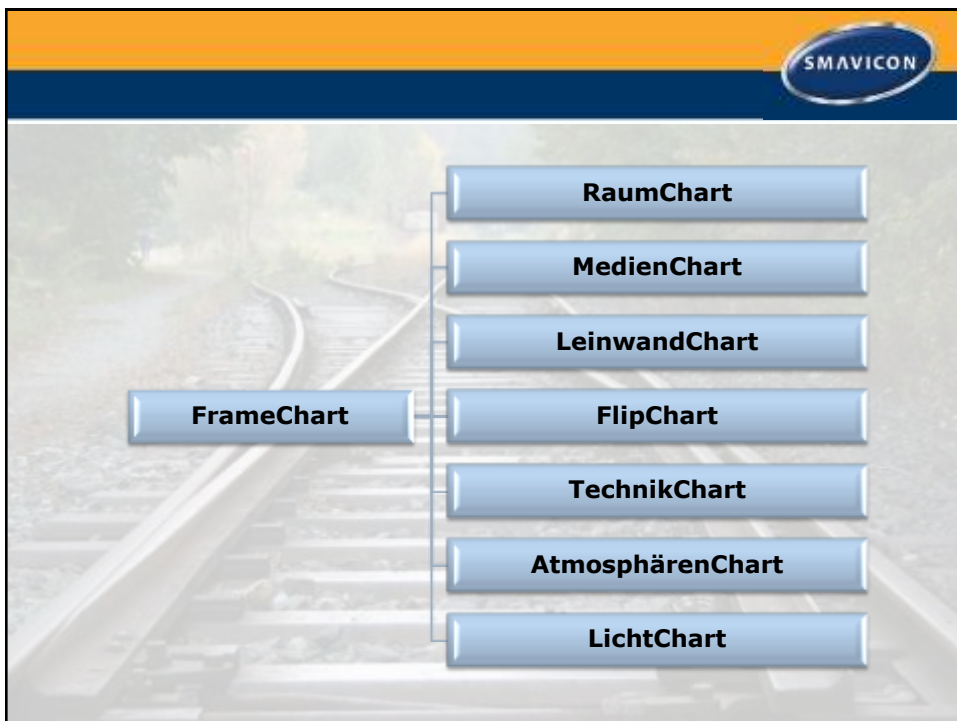 SMAVICON
RaumChart
MedienChart
LeinwandChart
FrameChart
FlipChart
TechnikChart
AtmosphärenChart
LichtChart